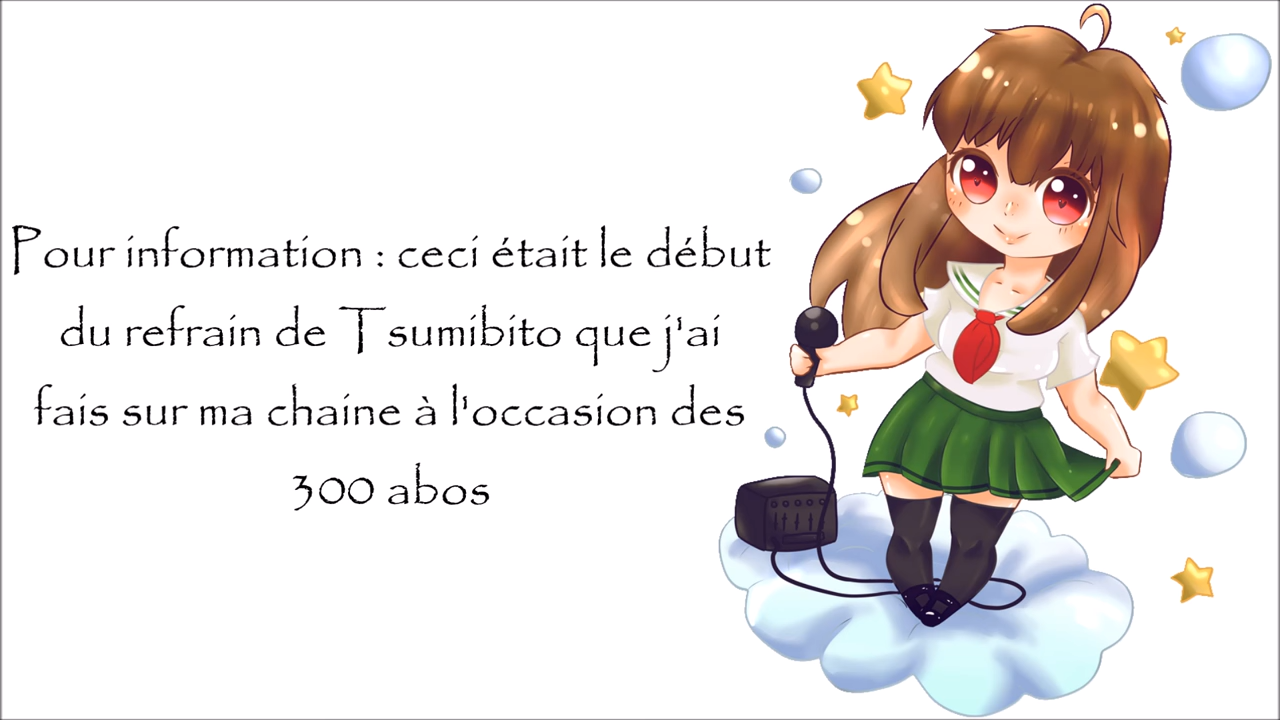 Pour information : ceci était le début
du refrain de Tsumibito que j'ai
fais sur ma chaine à l'occasion des
300 abos